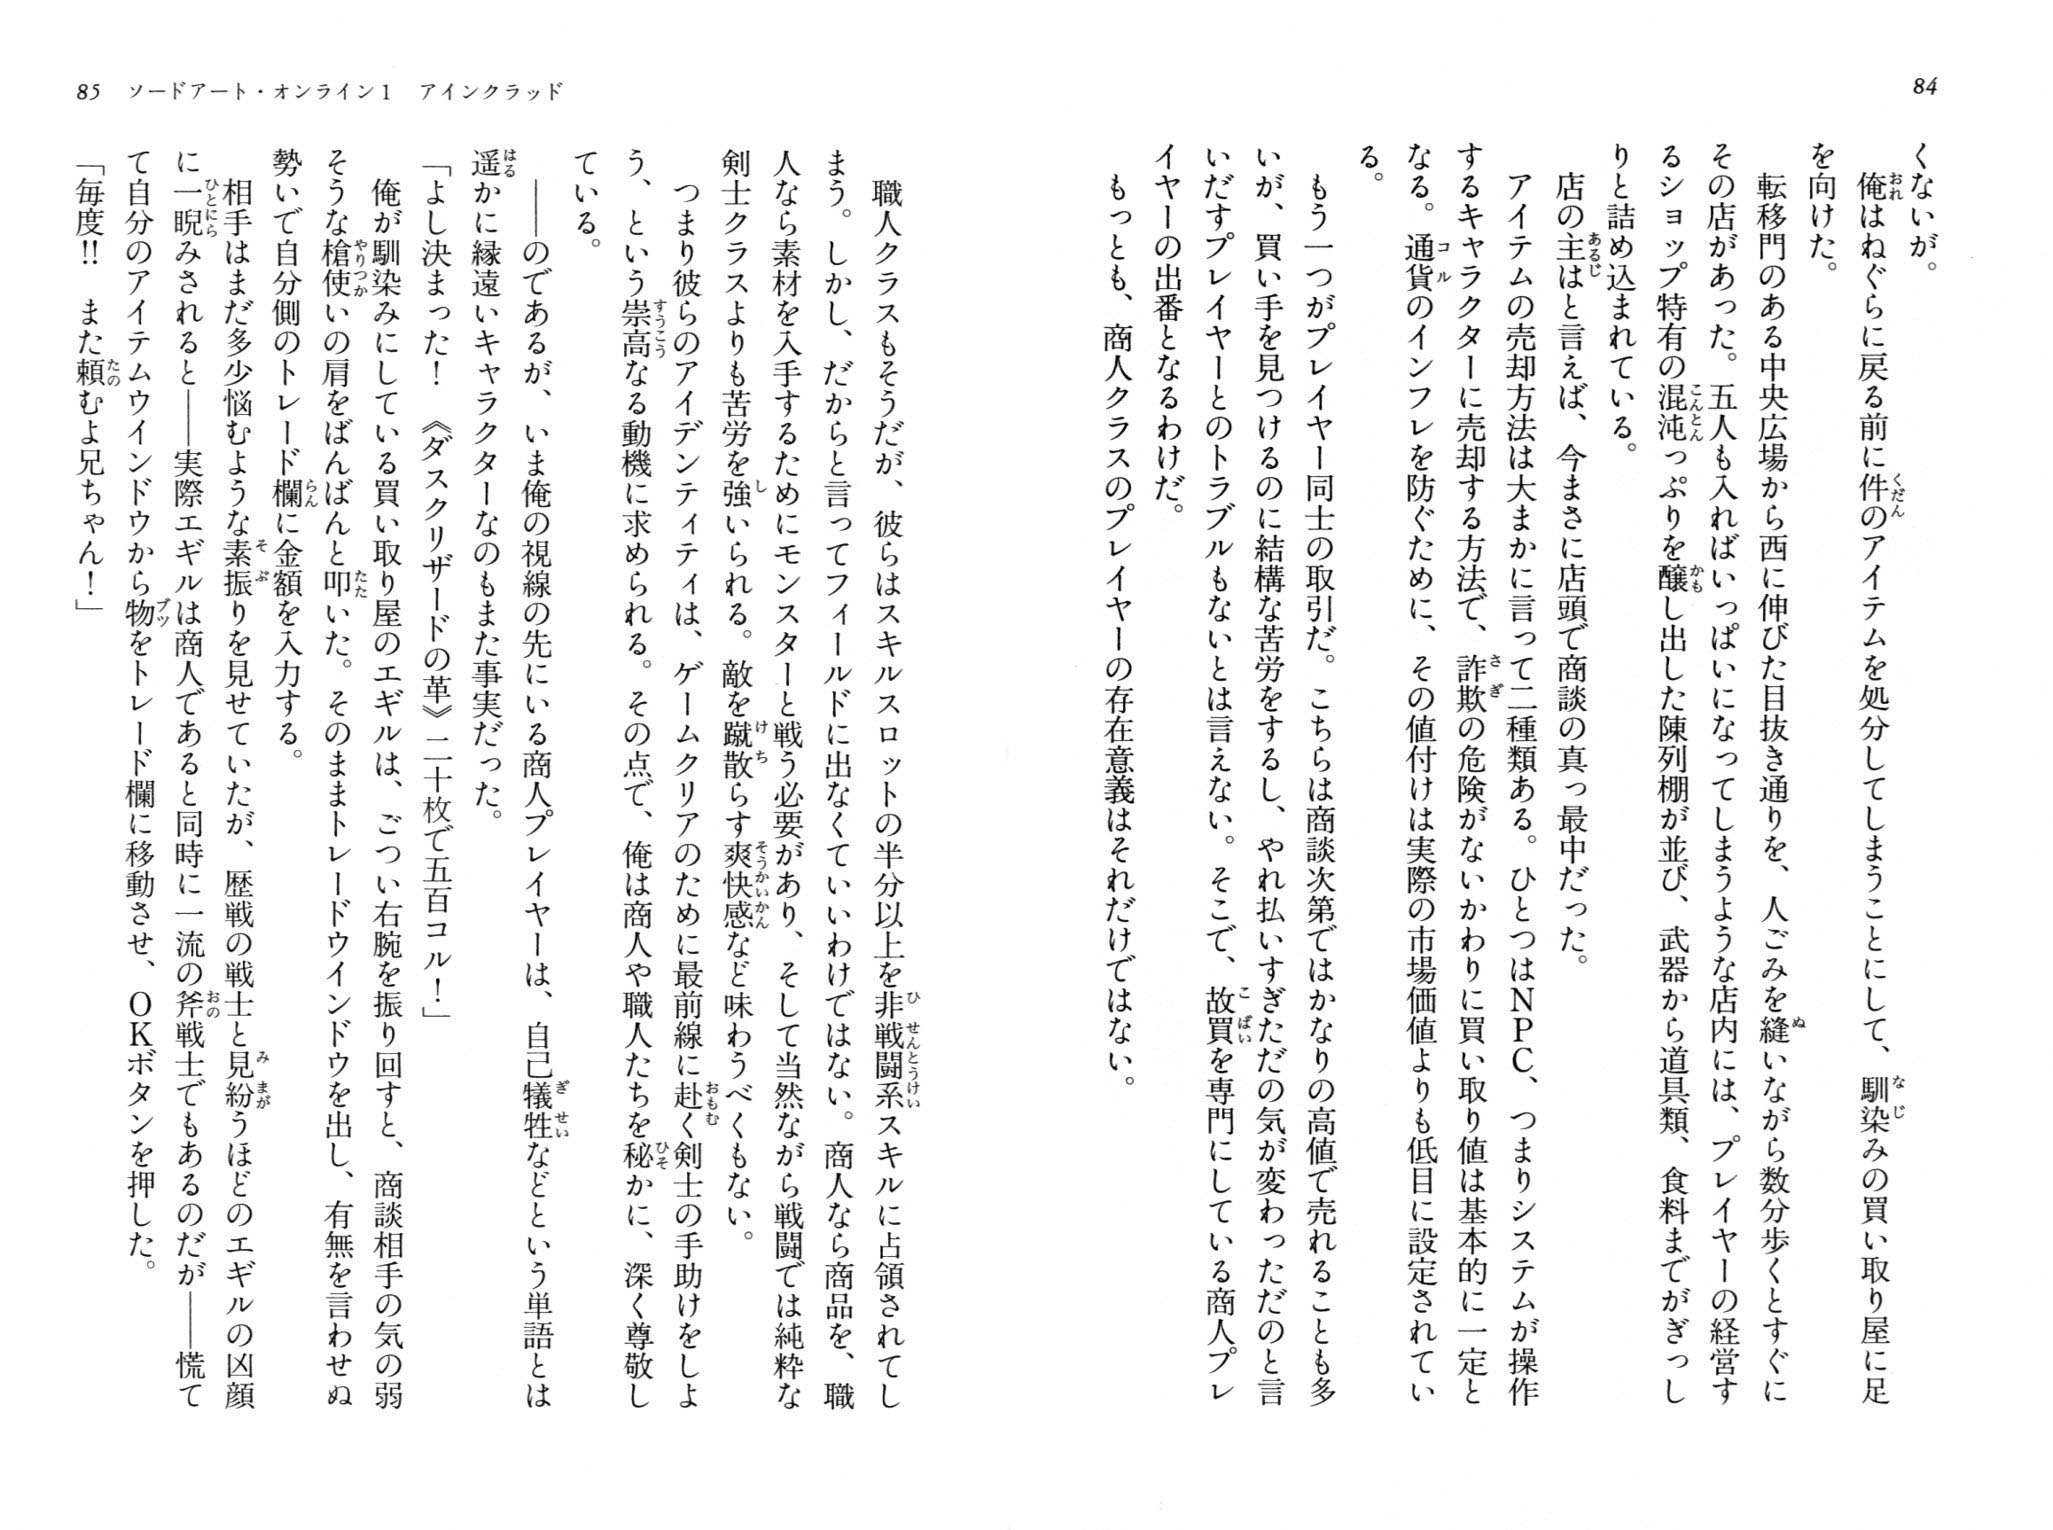 84
くないが。
俺はねぐらに戻る前に件のアイテムを処分してしまうことにして、馴染みの買い取り屋に足
を向けた。
転移門のある中央広場から西に伸びた目抜き通りを、人ごみを縫いながら数分歩くとすぐに
その店があった。五人も入ればいっぱいになってしまうような店内には、プレイヤーの経営す
るショップ特有の混沌っぷりを醸し出した陳列棚が並び、武器から道具類、食料までがぎっし
りと詰め込まれている。
店の主はと言えば、今まさに店頭で商談の真っ最中だった。
アイテムの売却方法は大まかに言って二種類ある。ひとつはNPC、つまりシステムが操作
するキャラクターに売却する方法で、詐欺の危険がないかわりに買い取り値は基本的に一定と
なる。通貨のインフレを防ぐために、その値付けは実際の市場価値よりも低目に設定されてい
る。
もう一つがプレイヤー同士の取引だ。こちらは商談次第ではかなりの高値で売れることも多
いが、買い手を見つけるのに結構な苦労をするし、やれ払いすぎただの気が変わっただのと言
いだすプレイヤーとのトラブルもないとは言えない。そこで、故買を専門にしている商人プレ
イヤーの出番となるわけだ。
もっとも、商人クラスのプレイヤーの存在意義はそれだけではない。
85 ソードアート・オンライン1 アインクラッド
職人クラスもそうだが、彼らはスキルスロットの半分以上を非戦闘系スキルに占領されてし
まう。しかし、だからと言ってフィールドに出なくていいわけではない。商人なら商品を、職
人なら素材を入手するためにモンスターと戦う必要があり、そして当然ながら戦闘では純粋な
剣士クラスよりも苦労を強いられる。敵を蹴散らす爽快感など味わうべくもない。
つまり彼らのアイデンティティは、ゲームクリアのために最前線に赴く剣士の手助けをしよ
う、という崇高なる動機に求められる。その点で、俺は商人や職人たちを秘かに、深く尊敬し
ている。
――のであるが、いま俺の視線の先にいる商人プレイヤーは、自己犠牲などという単語とは
遥かに縁遠いキャラクターなのもまた事実だった。
「よし決まった！　《ダスクリザードの革》二十枚で五百コル！」
俺が馴染みにしている買い取り屋のエギルは、ごつい右腕を振り回すと、商談相手の気の弱
そうな槍使いの肩をばんばんと叩いた。そのままトレードウインドウを出し、有無を言わせぬ
勢いで自分側のトレード欄に金額を入力する。
相手はまだ多少悩むような素振りを見せていたが、歴戦の戦士と見紛うほどのエギルの凶顔
に一睨みされると――実際エギルは商人であると同時に一流の斧戦士でもあるのだが――慌て
て自分のアイテムウインドウから物をトレード欄に移動させ、OKボタンを押した。
「毎度!!　また頼むよ兄ちゃん！」